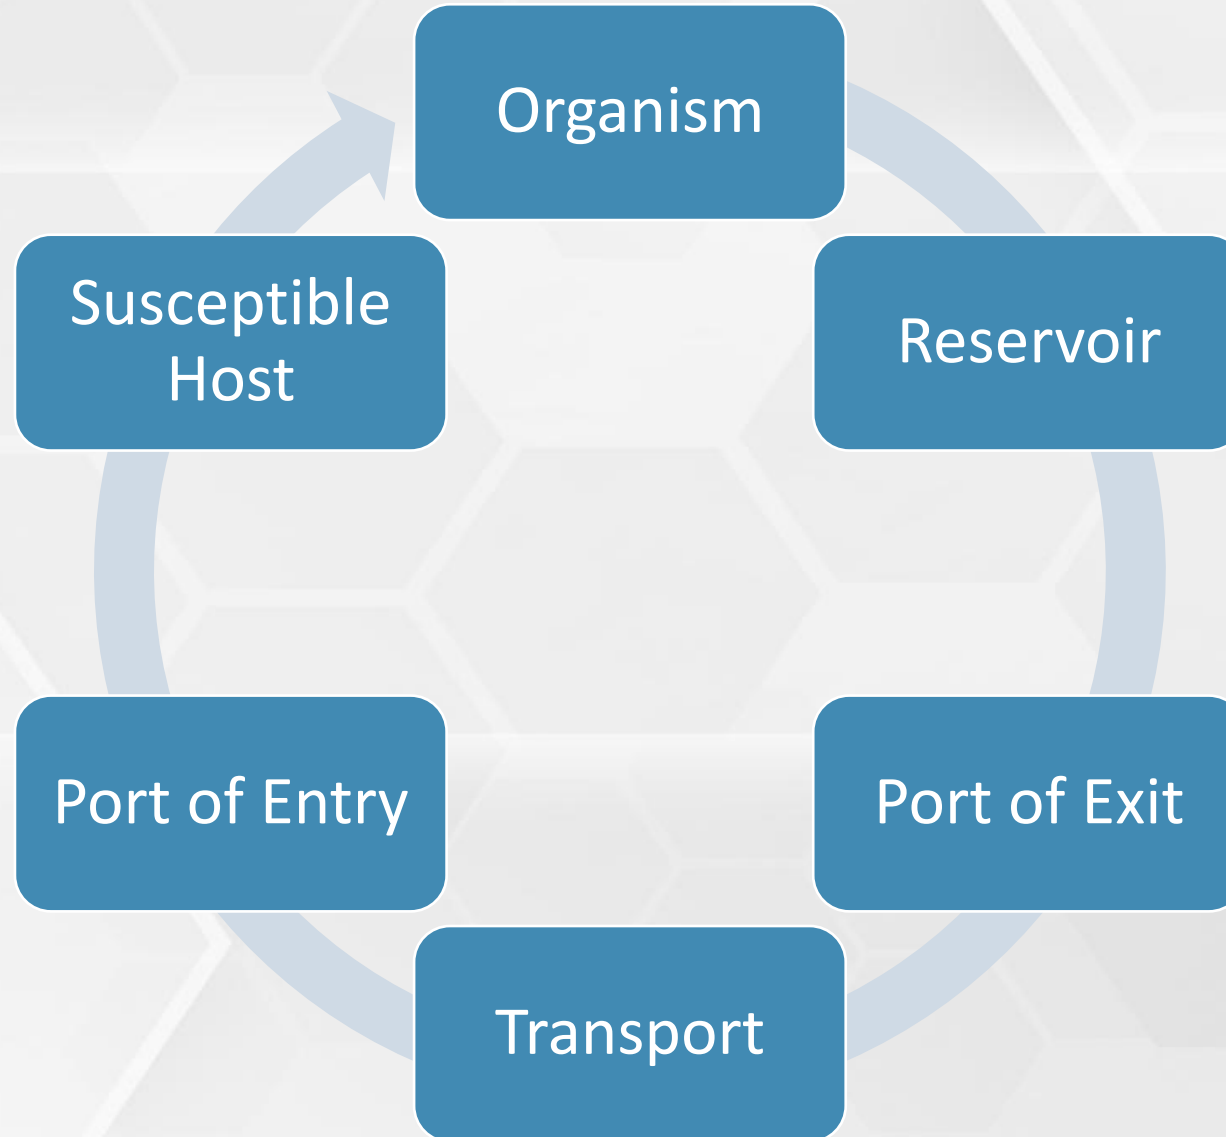 Organism
Reservoir
Port of Exit
Transport
Port of Entry
Susceptible
Host